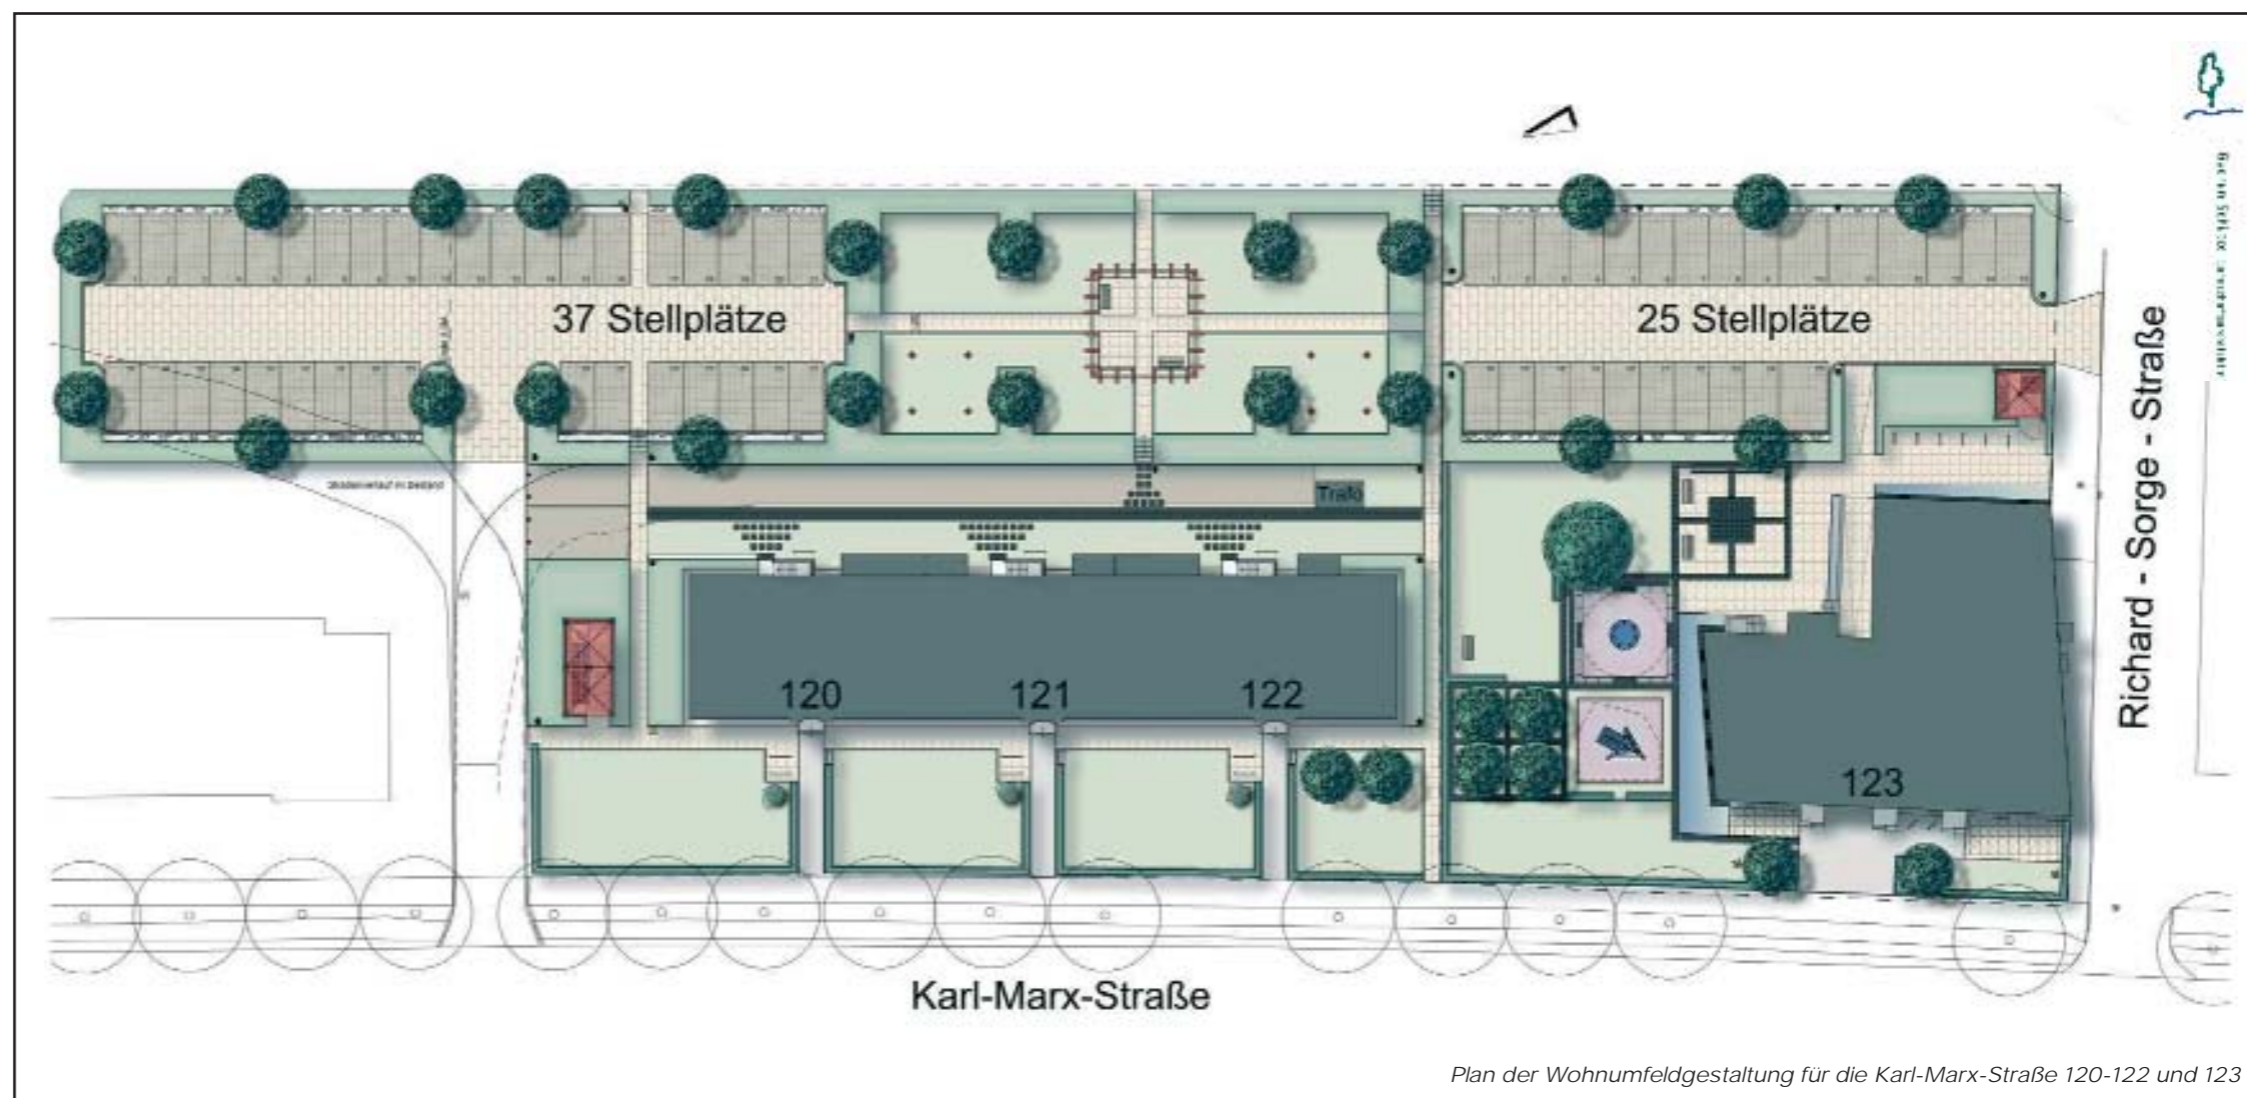 37 Stellplätze
25 Stellplätze
Richard - Sorge - Straße
Trafo
120
121
122
123
Karl-Marx-Straße
Plan der Wohnumfeldgestaltung für die Karl-Marx-Straße 120-122 und 123